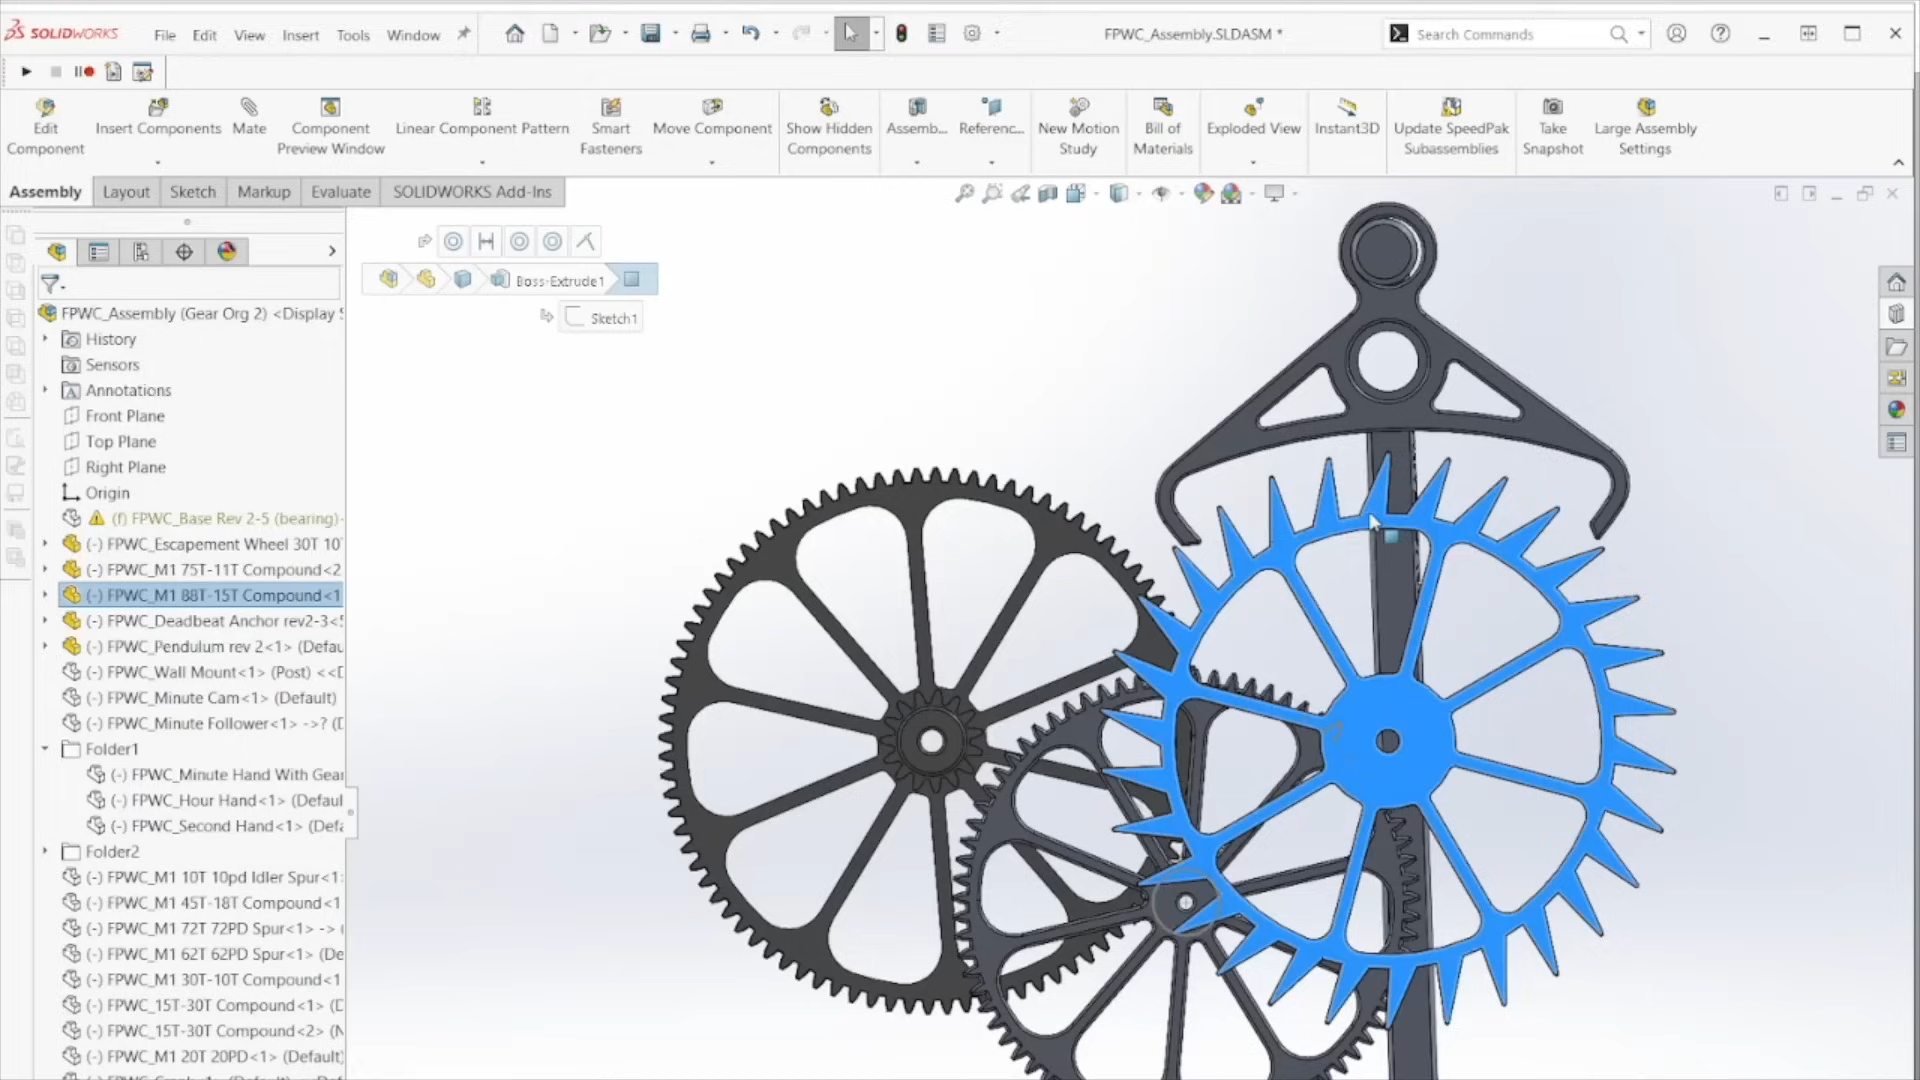 SOLIDWORKS File Edit View Insert Tools Window FPWC_Assembly.SLDASM * Search Commands
Edit Component
Insert Components
Mate
Component Preview Window
Linear Component Pattern
Smart Fasteners
Move Component
Show Hidden Components
Assemb...
Referenc...
New Motion Study
Bill of Materials
Exploded View
Instant3D
Update SpeedPak Subassemblies
Take Snapshot
Large Assembly Settings
Assembly Layout Sketch Markup Evaluate SOLIDWORKS Add-Ins
Boss-Extrude1
Sketch1
FPWC_Assembly (Gear Org 2) <Display
History
Sensors
Annotations
Front Plane
Top Plane
Right Plane
Origin
(f) FPWC_Base Rev 2-5 (bearing)
(-) FPWC_Escapement Wheel 30T 10
(-) FPWC_M1 75T-11T Compound<2
(-) FPWC_M1 88T-15T Compound<1
(-) FPWC_Deadbeat Anchor rev2-3<
(-) FPWC_Pendulum rev 2<1> (Defau
(-) FPWC_Wall Mount<1> (Post) <<D
(-) FPWC_Minute Cam<1> (Default)
(-) FPWC_Minute Follower<1> ->? (D
Folder1
(-) FPWC_Minute Hand With Gear
(-) FPWC_Hour Hand<1> (Defaul
(-) FPWC_Second Hand<1> (Defa
Folder2
(-) FPWC_M1 10T 10pd Idler Spur<1>
(-) FPWC_M1 45T-18T Compound<1
(-) FPWC_M1 72T 72PD Spur<1> -> (
(-) FPWC_M1 62T 62PD Spur<1> (De
(-) FPWC_M1 30T-10T Compound<1
(-) FPWC_15T-30T Compound<1> (D
(-) FPWC_15T-30T Compound<2> (N
(-) FPWC_M1 20T 20PD<1> (Default)